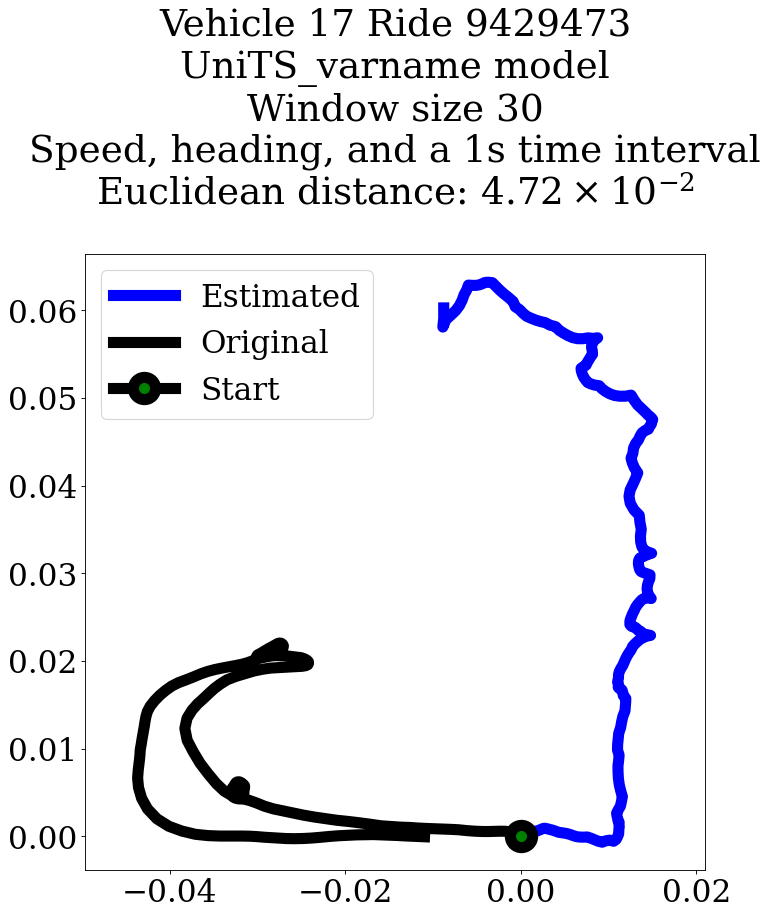 Vehicle 17 Ride 9429473
UniTS_varname model
Window size 30
Speed, heading, and a 1s time interval
Euclidean distance: 4.72 × 10⁻²
Estimated
Original
Start
0.06
0.05
0.04
0.03
0.02
0.01
0.00
−0.04 −0.02 0.00 0.02